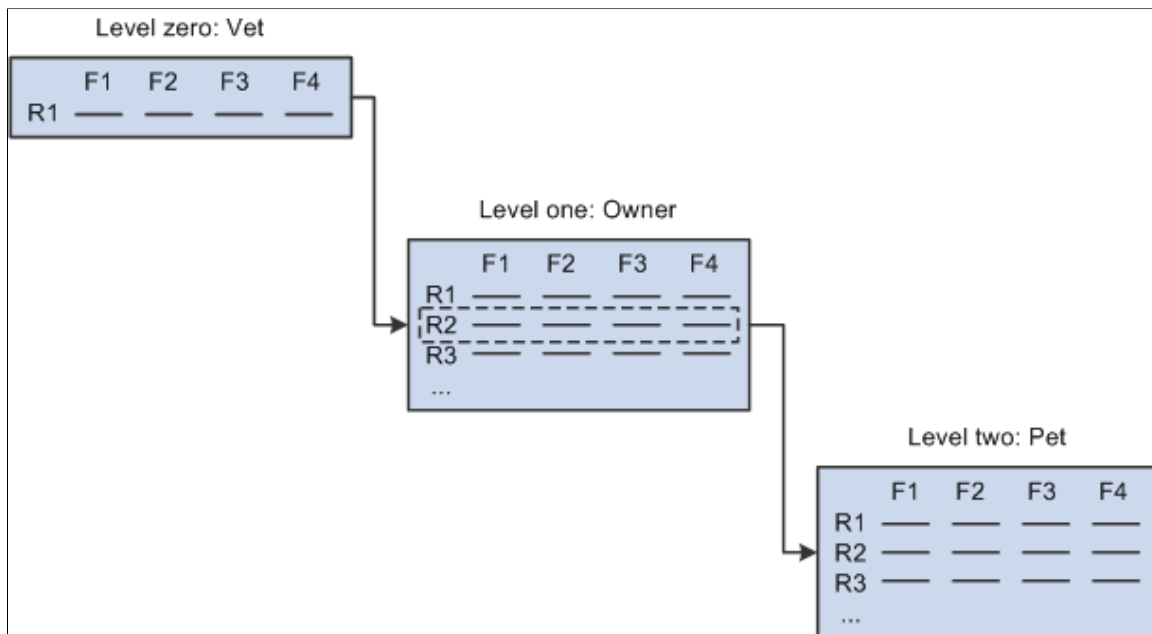 Level zero: Vet
F1 F2 F3 F4
R1
Level one: Owner
F1 F2 F3 F4
R1
R2
R3
...
Level two: Pet
F1 F2 F3 F4
R1
R2
R3
...